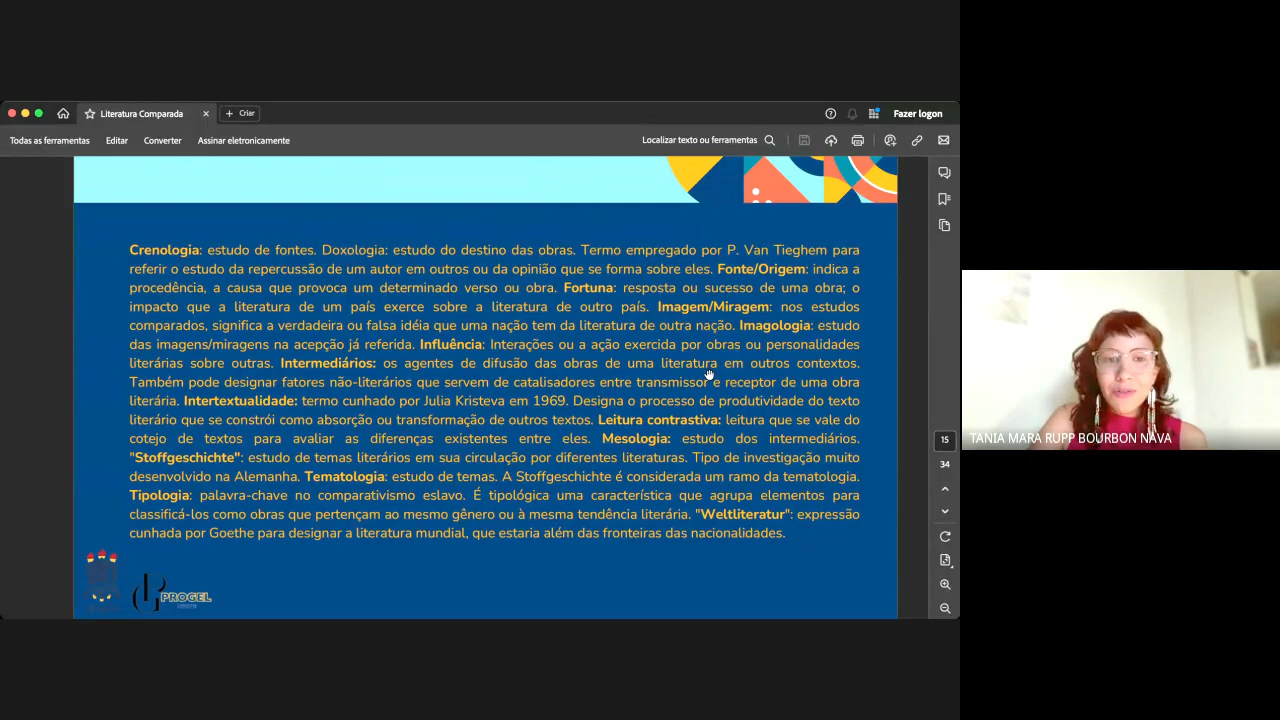 Literatura Comparada
Criar
Fazer logon
Todas as ferramentas
Editar
Converter
Assinar eletronicamente
Localizar texto ou ferramentas
Crenologia: estudo de fontes. Doxologia: estudo do destino das obras. Termo empregado por P. Van Tieghem para
referir o estudo da repercussão de um autor em outros ou da opinião que se forma sobre eles. Fonte/Origem: indica a
procedência, a causa que provoca um determinado verso ou obra. Fortuna: resposta ou sucesso de uma obra; o
impacto que a literatura de um país exerce sobre a literatura de outro país. Imagem/Miragem: nos estudos
comparados, significa a verdadeira ou falsa idéia que uma nação tem da literatura de outra nação. Imagologia: estudo
das imagens/miragens na acepção já referida. Influência: Interações ou a ação exercida por obras ou personalidades
literárias sobre outras. Intermediários: os agentes de difusão das obras de uma literatura em outros contextos.
Também pode designar fatores não-literários que servem de catalisadores entre transmissor e receptor de uma obra
literária. Intertextualidade: termo cunhado por Julia Kristeva em 1969. Designa o processo de produtividade do texto
literário que se constrói como absorção ou transformação de outros textos. Leitura contrastiva: leitura que se vale do
cotejo de textos para avaliar as diferenças existentes entre eles. Mesologia: estudo dos intermediários.
"Stoffgeschichte": estudo de temas literários em sua circulação por diferentes literaturas. Tipo de investigação muito
desenvolvido na Alemanha. Tematologia: estudo de temas. A Stoffgeschichte é considerada um ramo da tematologia.
Tipologia: palavra-chave no comparativismo eslavo. É tipológica uma característica que agrupa elementos para
classificá-los como obras que pertençam ao mesmo gênero ou à mesma tendência literária. "Weltliteratur": expressão
cunhada por Goethe para designar a literatura mundial, que estaria além das fronteiras das nacionalidades.
PROGEL
15
34
TANIA MARA RUPP BOURBON NAVA